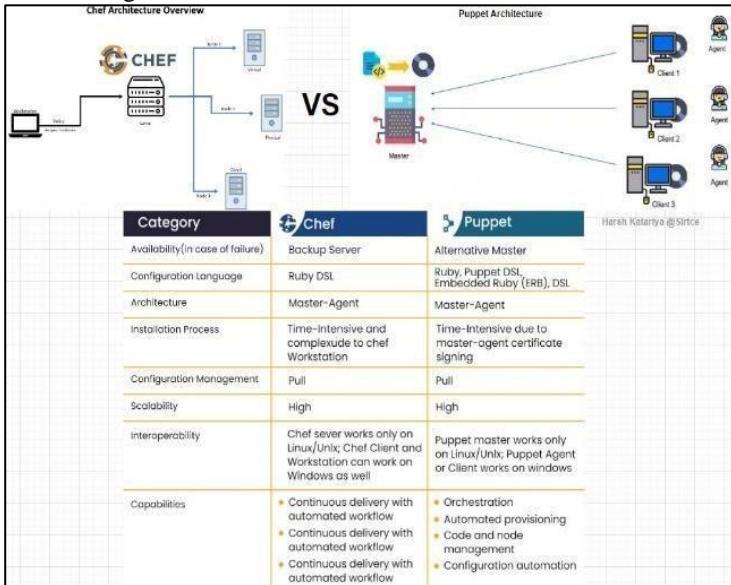 Chef Architecture Overview
Puppet Architecture
CHEF
VS
Master
Client 1
Agent
Client 2
Agent
Client 3
Agent
Harsh Katariya @Sirtce
Category
Chef
Puppet
Availability(in case of failure)
Backup Server
Alternative Master
Configuration Language
Ruby DSL
Ruby, Puppet DSL,
Embedded Ruby (ERB), DSL
Architecture
Master-Agent
Master-Agent
Installation Process
Time-Intensive and
complexude to chef
Workstation
Time-Intensive due to
master-agent certificate
signing
Configuration Management
Pull
Pull
Scalability
High
High
Interoperability
Chef sever works only on
Linux/Unix; Chef Client and
Workstation can work on
Windows as well
Puppet master works only
on Linux/Unix; Puppet Agent
or Client works on windows
Capabilities
Continuous delivery with
automated workflow
Continuous delivery with
automated workflow
Continuous delivery with
automated workflow
Orchestration
Automated provisioning
Code and node
management
Configuration automation